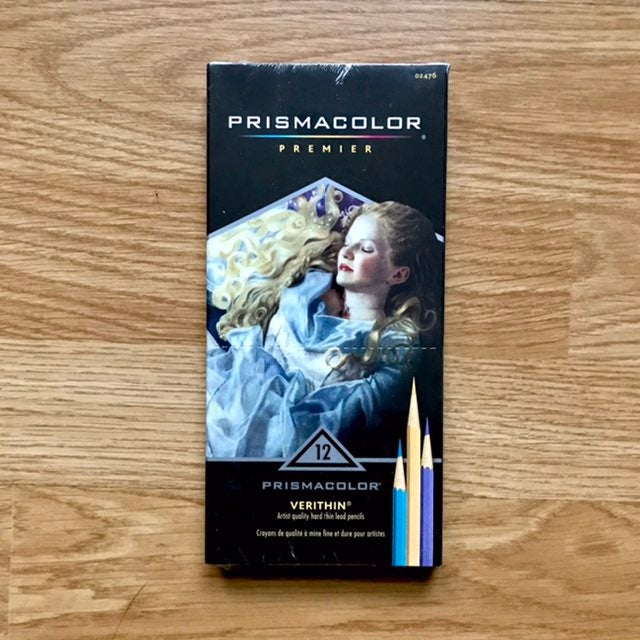 02476
PRISMACOLOR®
PREMIER
12
PRISMACOLOR®
VERITHIN®
Artist quality hard thin lead pencils
Crayons de qualité à mine fine et dure pour artistes